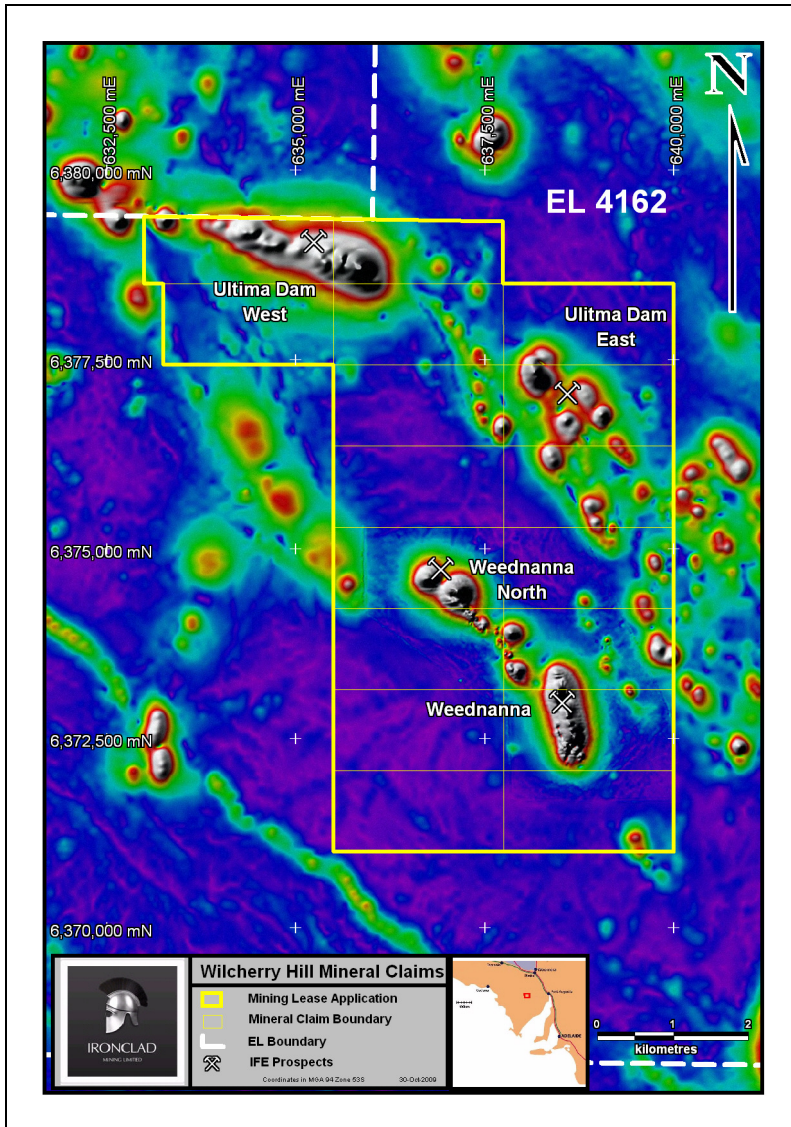 632,500 mE
635,000 mE
637,500 mE
640,000 mE
N
6,380,000 mN
EL 4162
Ultima Dam
West
Ulitma Dam
East
6,377,500 mN
6,375,000 mN
Weednanna
North
Weednanna
6,372,500 mN
6,370,000 mN
IRONCLAD
MINING LIMITED
Wilcherry Hill Mineral Claims
Mining Lease Application
Mineral Claim Boundary
EL Boundary
IFE Prospects
Coordinates in MGA 94 Zone 53S
30-Oct-2009
Port Augusta
ADELAIDE
0 1 2
kilometres